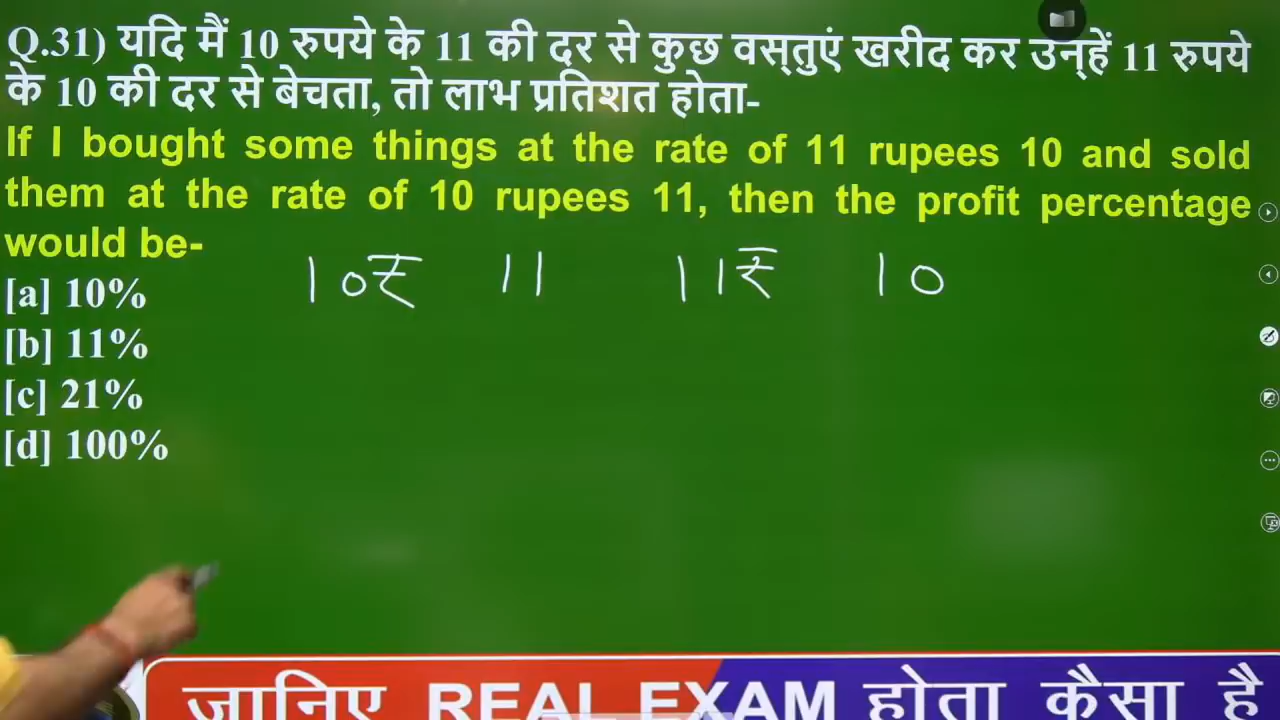 Q.31) यदि मैं 10 रुपये के 11 की दर से कुछ वस्तुएं खरीद कर उन्हें 11 रुपये
के 10 की दर से बेचता, तो लाभ प्रतिशत होता-
If I bought some things at the rate of 11 rupees 10 and sold
them at the rate of 10 rupees 11, then the profit percentage
would be-
10₹ 11 11₹ 10
[a] 10%
[b] 11%
[c] 21%
[d] 100%
जानिए REAL EXAM होता कैसा है